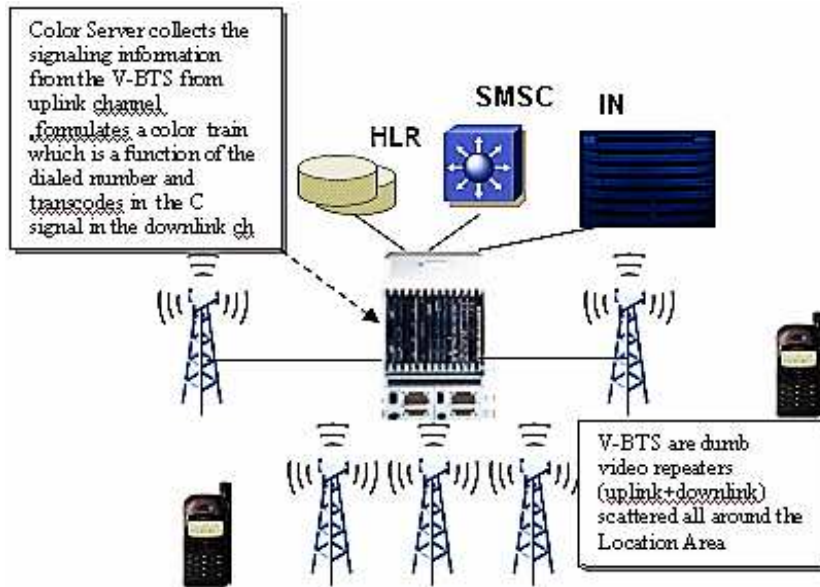 Color Server collects the
signaling information
from the V-BTS from
uplink channel
.formulates a color train
which is a function of the
dialed number and
transcodes in the C
signal in the downlink ch
HLR
SMSC
IN
V-BTS are dumb
video repeaters
(uplink+downlink)
scattered all around the
Location Area